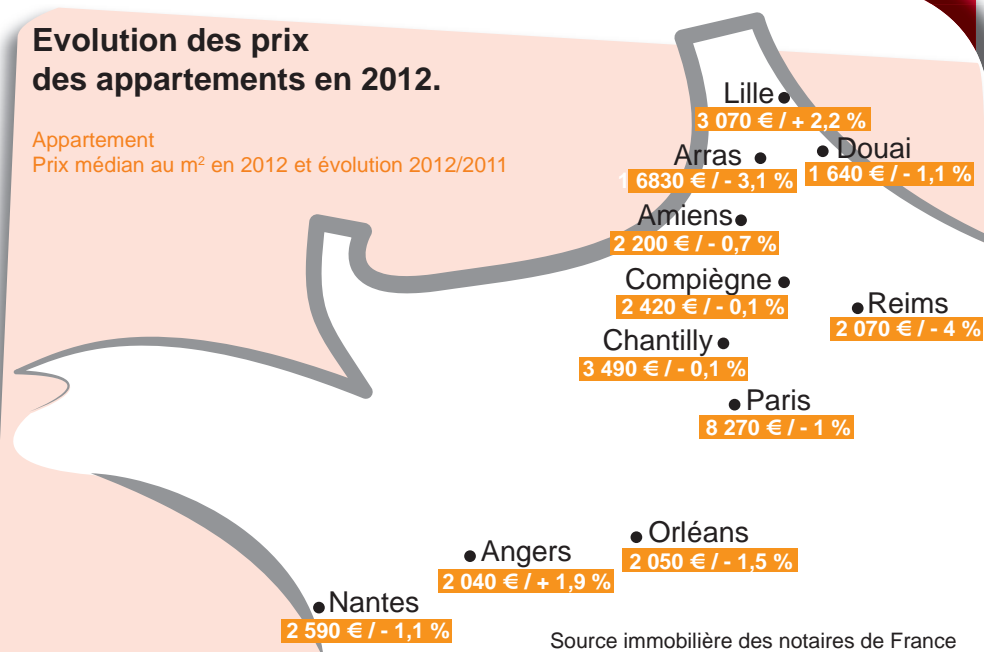 Evolution des prix
des appartements en 2012.
Appartement
Prix médian au m² en 2012 et évolution 2012/2011
Lille
3 070 € / + 2,2 %
Arras
1 6830 € / - 3,1 %
Douai
1 640 € / - 1,1 %
Amiens
2 200 € / - 0,7 %
Compiègne
2 420 € / - 0,1 %
Reims
2 070 € / - 4 %
Chantilly
3 490 € / - 0,1 %
Paris
8 270 € / - 1 %
Orléans
2 050 € / - 1,5 %
Angers
2 040 € / + 1,9 %
Nantes
2 590 € / - 1,1 %
Source immobilière des notaires de France